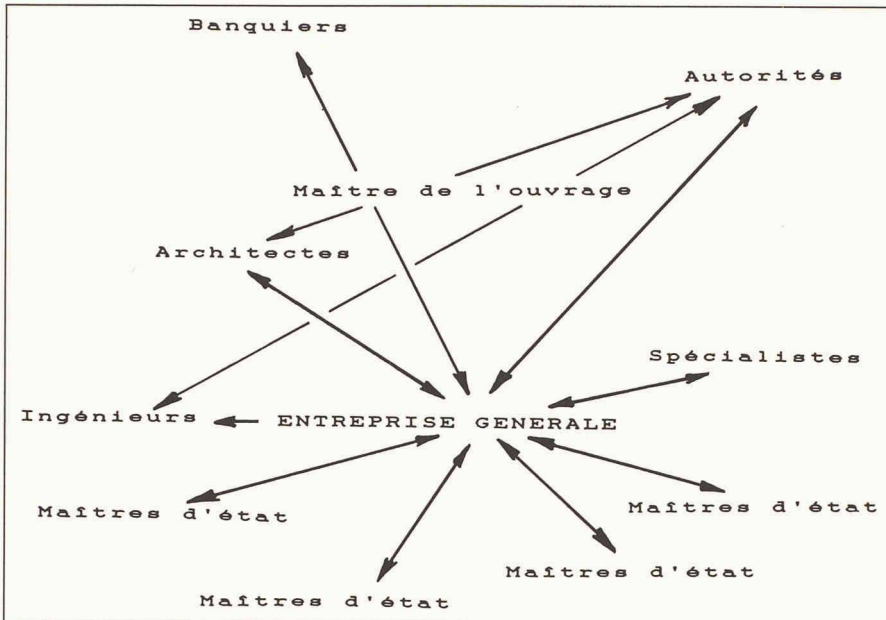 Banquiers
Autorités
Maître de l'ouvrage
Architectes
Spécialistes
Ingénieurs
ENTREPRISE GENERALE
Maîtres d'état
Maîtres d'état
Maîtres d'état
Maîtres d'état